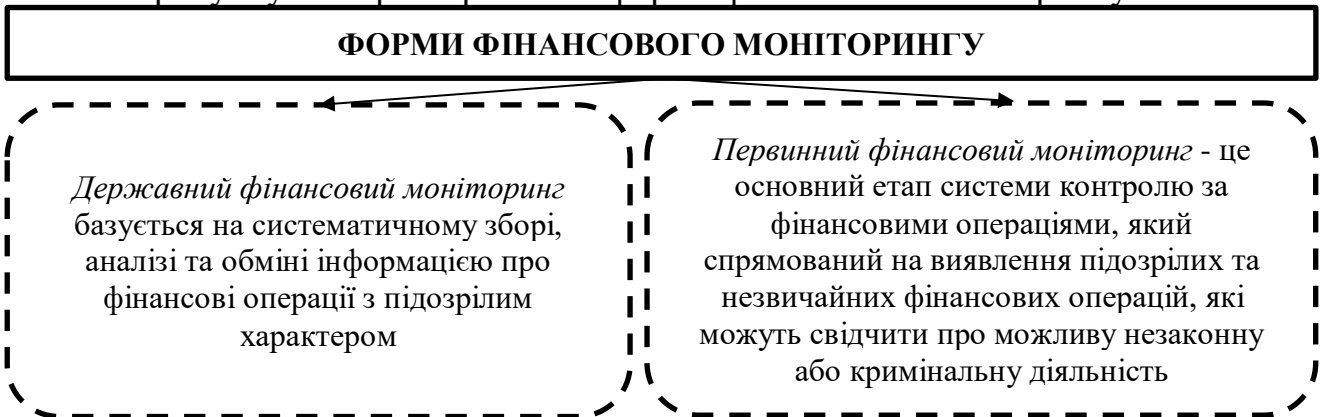 ФОРМИ ФІНАНСОВОГО МОНІТОРИНГУ
Державний фінансовий моніторинг
базується на систематичному зборі,
аналізі та обміні інформацією про
фінансові операції з підозрілим
характером
Первинний фінансовий моніторинг - це
основний етап системи контролю за
фінансовими операціями, який
спрямований на виявлення підозрілих та
незвичайних фінансових операцій, які
можуть свідчити про можливу незаконну
або кримінальну діяльність